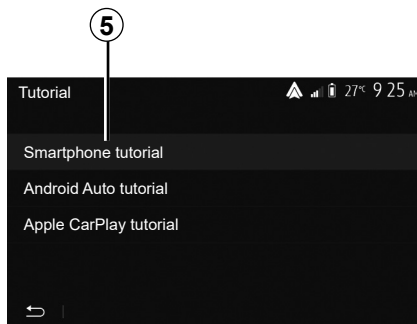 5
Tutorial 27°C 9 25 AM
Smartphone tutorial
Android Auto tutorial
Apple CarPlay tutorial